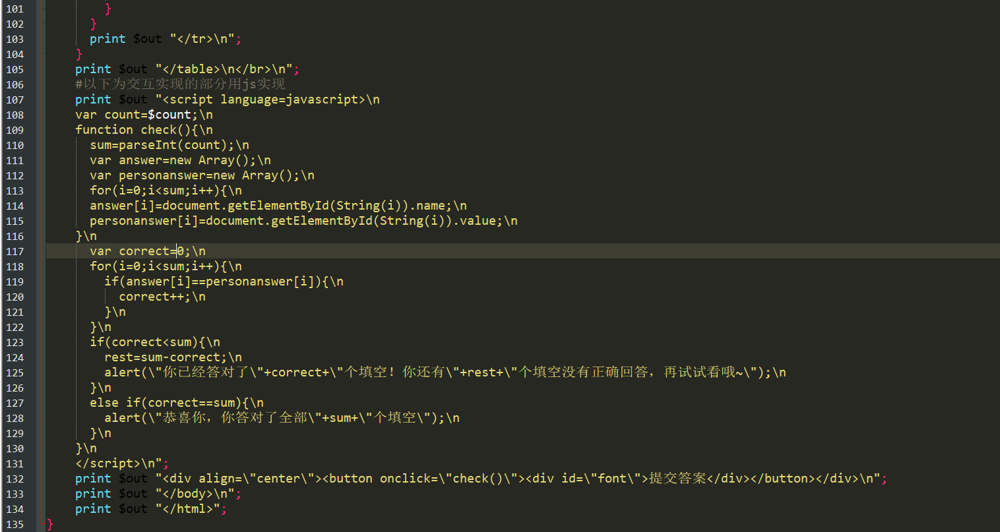 101 }
102 }
103 print $out "</tr>\n";
104 }
105 print $out "</table>\n</br>\n";
106 #以下为交互实现的部分用js实现
107 print $out "<script language=javascript>\n
108 var count=$count;\n
109 function check(){\n
110 sum=parseInt(count);\n
111 var answer=new Array();\n
112 var personanswer=new Array();\n
113 for(i=0;i<sum;i++){\n
114 answer[i]=document.getElementById(String(i)).name;\n
115 personanswer[i]=document.getElementById(String(i)).value;\n
116 }\n
117 var correct=0;\n
118 for(i=0;i<sum;i++){\n
119 if(answer[i]==personanswer[i]){\n
120 correct++;\n
121 }\n
122 }\n
123 if(correct<sum){\n
124 rest=sum-correct;\n
125 alert(\"你已经答对了\"+correct+\"个填空！你还有\"+rest+\"个填空没有正确回答，再试试看哦~\");\n
126 }\n
127 else if(correct==sum){\n
128 alert(\"恭喜你，你答对了全部\"+sum+\"个填空\");\n
129 }\n
130 }\n
131 </script>\n";
132 print $out "<div align=\"center\"><button onclick=\"check()\"><div id=\"font\">提交答案</div></button></div>\n";
133 print $out "</body>\n";
134 print $out "</html>";
135 }